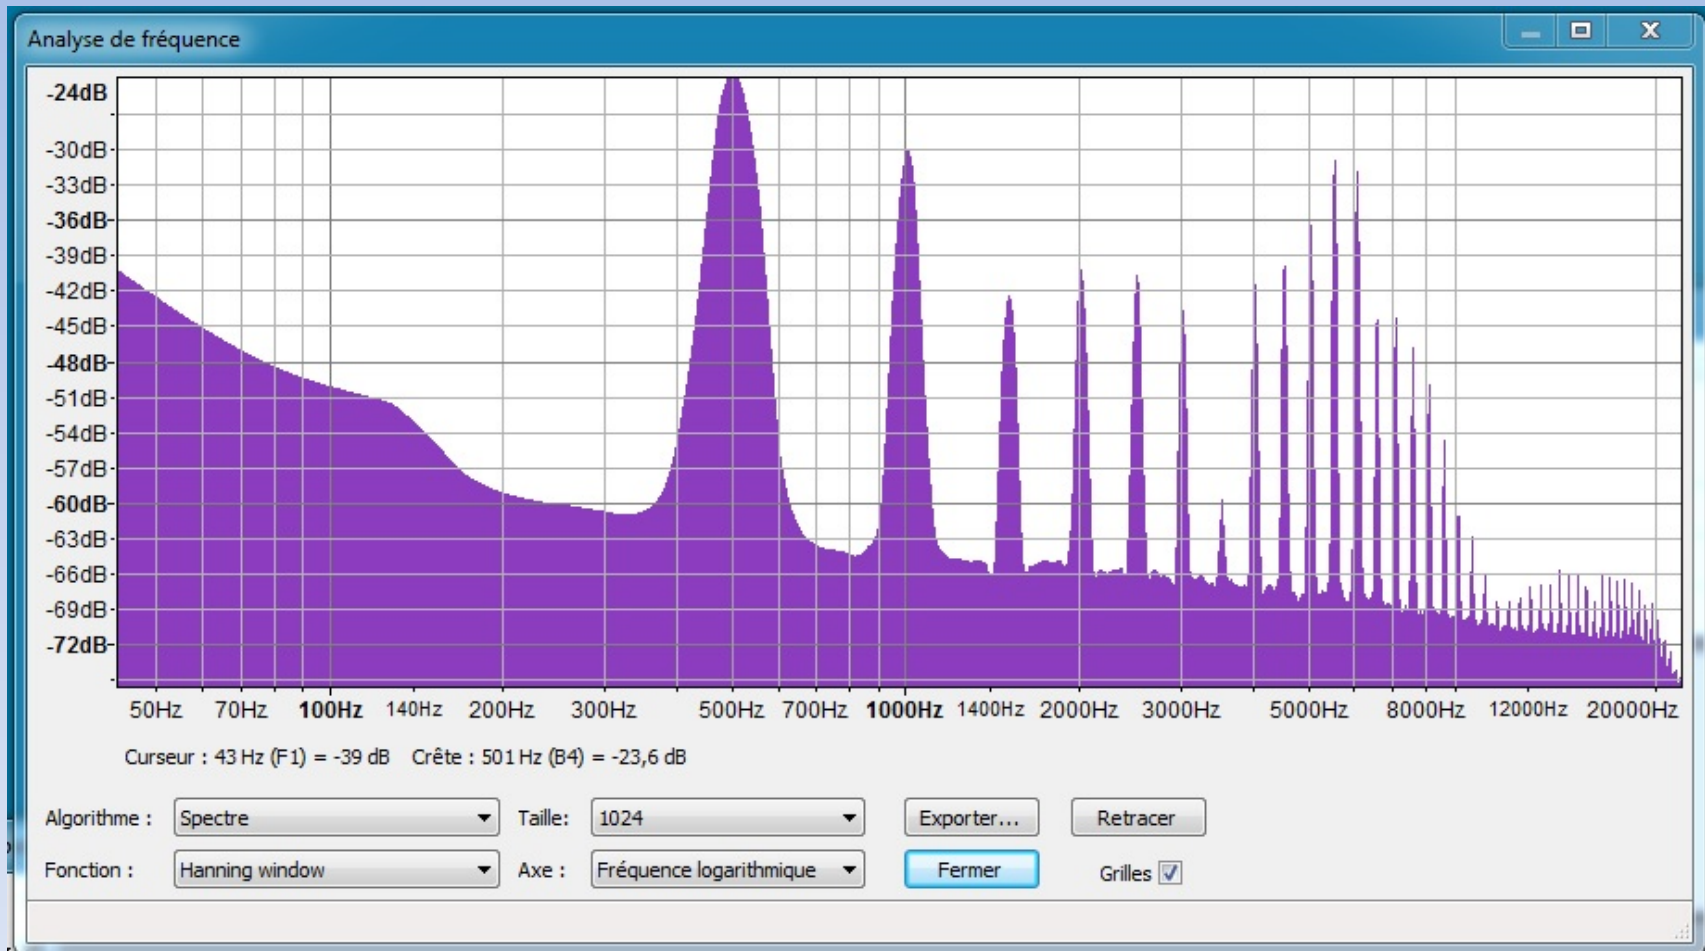 Analyse de fréquence
-24dB
-30dB
-33dB
-36dB
-39dB
-42dB
-45dB
-48dB
-51dB
-54dB
-57dB
-60dB
-63dB
-66dB
-69dB
-72dB
50Hz 70Hz 100Hz 140Hz 200Hz 300Hz 500Hz 700Hz 1000Hz 1400Hz 2000Hz 3000Hz 5000Hz 8000Hz 12000Hz 20000Hz
Curseur : 43 Hz (F1) = -39 dB Crête : 501 Hz (B4) = -23,6 dB
Algorithme : Spectre Taille: 1024 Exporter... Retracer
Fonction : Hanning window Axe : Fréquence logarithmique Fermer Grilles